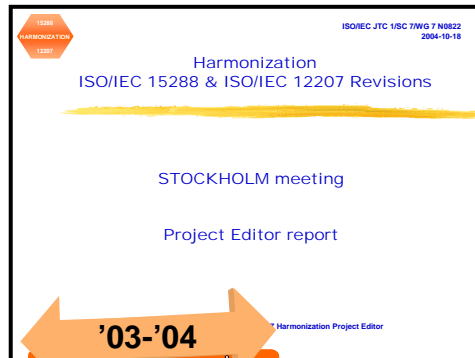 15288
HARMONIZATION
12207
ISO/IEC JTC 1/SC 7/WG 7 N0822
2004-10-18
Harmonization
ISO/IEC 15288 & ISO/IEC 12207 Revisions
STOCKHOLM meeting
Project Editor report
Harmonization Project Editor
’03-’04